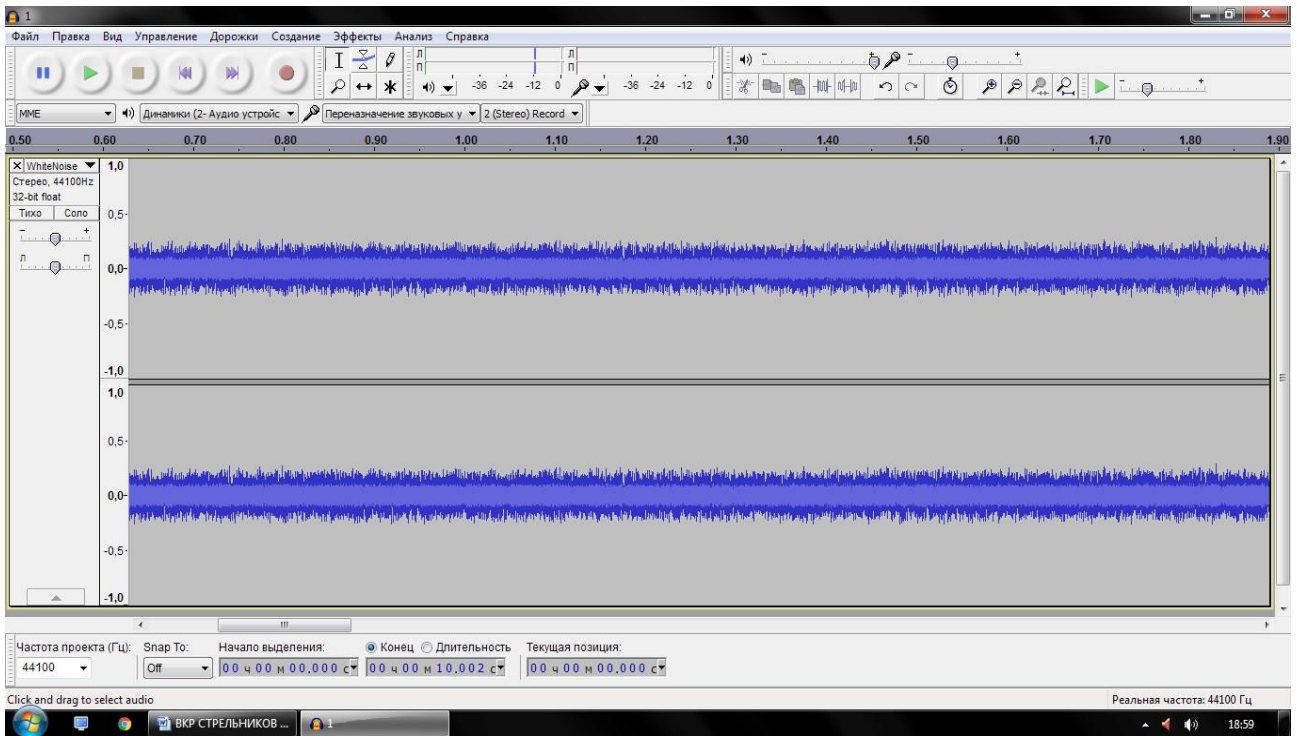 1
Файл Правка Вид Управление Дорожки Создание Эффекты Анализ Справка
Л
П
-36 -24 -12 0
Л
П
-36 -24 -12 0
- +
- +
- +
MME Динамики (2- Аудио устройс Переназначение звуковых у 2 (Stereo) Record
0.50 0.60 0.70 0.80 0.90 1.00 1.10 1.20 1.30 1.40 1.50 1.60 1.70 1.80 1.90
X WhiteNoise 1,0
Стерео, 44100Hz
32-bit float
Тихо Соло 0,5-
- +
Л П
0,0-
-0,5-
-1,0
1,0
0,5-
0,0-
-0,5-
-1,0
Частота проекта (Гц): Snap To: Начало выделения: Конец Длительность Текущая позиция:
44100 Off 00 ч 00 м 00.000 с 00 ч 00 м 10.002 с 00 ч 00 м 00.000 с
Click and drag to select audio Реальная частота: 44100 Гц
ВКР СТРЕЛЬНИКОВ ... 1 18:59